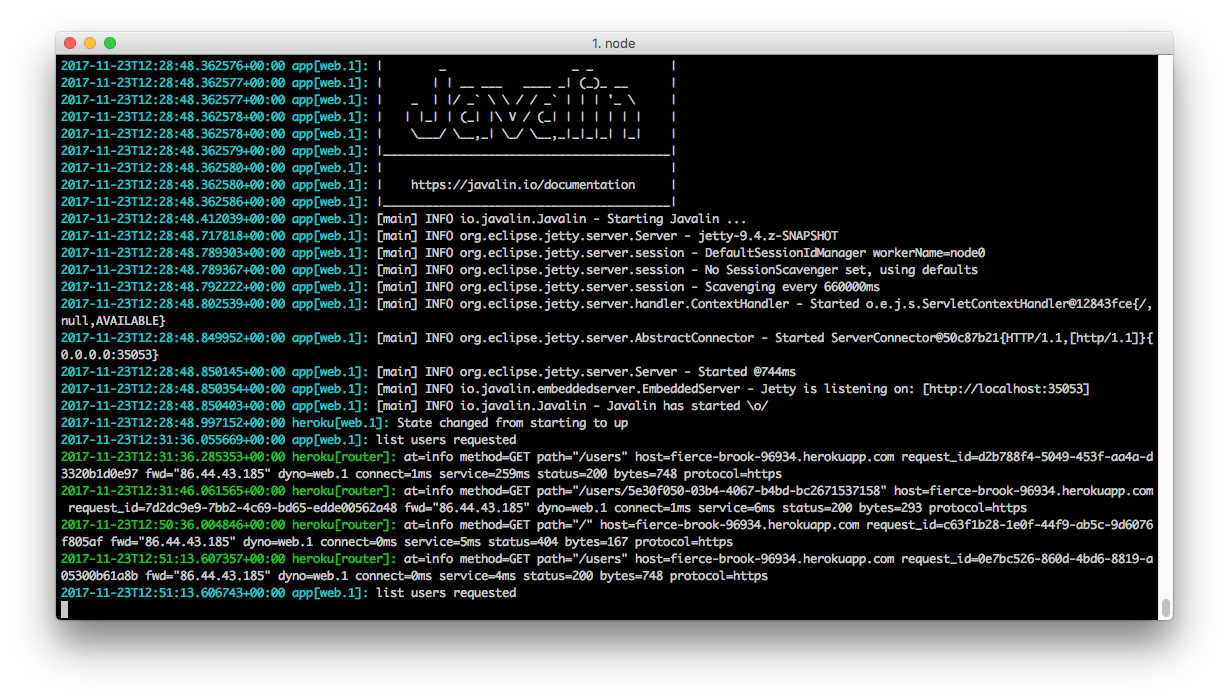 1. node
2017-11-23T12:28:48.362576+00:00 app[web.1]: |        _                  _ _           |
2017-11-23T12:28:48.362577+00:00 app[web.1]: |       | | __ ___   ____ _| (_)_ __      |
2017-11-23T12:28:48.362577+00:00 app[web.1]: |    _  | |/ _` \ \ / / _` | | | '_ \     |
2017-11-23T12:28:48.362578+00:00 app[web.1]: |   | |_| | (_| |\ V / (_| | | | | | |    |
2017-11-23T12:28:48.362578+00:00 app[web.1]: |    \___/ \__,_| \_/ \__,_|_|_|_| |_|    |
2017-11-23T12:28:48.362579+00:00 app[web.1]: |_________________________________________|
2017-11-23T12:28:48.362580+00:00 app[web.1]: |                                         |
2017-11-23T12:28:48.362580+00:00 app[web.1]: |    https://javalin.io/documentation     |
2017-11-23T12:28:48.362586+00:00 app[web.1]: |_________________________________________|
2017-11-23T12:28:48.412039+00:00 app[web.1]: [main] INFO io.javalin.Javalin - Starting Javalin ...
2017-11-23T12:28:48.717818+00:00 app[web.1]: [main] INFO org.eclipse.jetty.server.Server - jetty-9.4.z-SNAPSHOT
2017-11-23T12:28:48.789303+00:00 app[web.1]: [main] INFO org.eclipse.jetty.server.session - DefaultSessionIdManager workerName=node0
2017-11-23T12:28:48.789367+00:00 app[web.1]: [main] INFO org.eclipse.jetty.server.session - No SessionScavenger set, using defaults
2017-11-23T12:28:48.792222+00:00 app[web.1]: [main] INFO org.eclipse.jetty.server.session - Scavenging every 660000ms
2017-11-23T12:28:48.802539+00:00 app[web.1]: [main] INFO org.eclipse.jetty.server.handler.ContextHandler - Started o.e.j.s.ServletContextHandler@12843fce{/,
null,AVAILABLE}
2017-11-23T12:28:48.849952+00:00 app[web.1]: [main] INFO org.eclipse.jetty.server.AbstractConnector - Started ServerConnector@50c87b21{HTTP/1.1,[http/1.1]}{
0.0.0.0:35053}
2017-11-23T12:28:48.850145+00:00 app[web.1]: [main] INFO org.eclipse.jetty.server.Server - Started @744ms
2017-11-23T12:28:48.850354+00:00 app[web.1]: [main] INFO io.javalin.embeddedserver.EmbeddedServer - Jetty is listening on: [http://localhost:35053]
2017-11-23T12:28:48.850403+00:00 app[web.1]: [main] INFO io.javalin.Javalin - Javalin has started \o/
2017-11-23T12:28:48.997152+00:00 heroku[web.1]: State changed from starting to up
2017-11-23T12:31:36.055669+00:00 app[web.1]: list users requested
2017-11-23T12:31:36.285353+00:00 heroku[router]: at=info method=GET path="/users" host=fierce-brook-96934.herokuapp.com request_id=d2b788f4-5049-453f-aa4a-d
3320b1d0e97 fwd="86.44.43.185" dyno=web.1 connect=1ms service=259ms status=200 bytes=748 protocol=https
2017-11-23T12:31:46.061565+00:00 heroku[router]: at=info method=GET path="/users/5e30f050-03b4-4067-b4bd-bc2671537158" host=fierce-brook-96934.herokuapp.com
request_id=7d2dc9e9-7bb2-4c69-bd65-edde00562a48 fwd="86.44.43.185" dyno=web.1 connect=1ms service=6ms status=200 bytes=293 protocol=https
2017-11-23T12:50:36.004846+00:00 heroku[router]: at=info method=GET path="/" host=fierce-brook-96934.herokuapp.com request_id=c63f1b28-1e0f-44f9-ab5c-9d6076
f805af fwd="86.44.43.185" dyno=web.1 connect=0ms service=5ms status=404 bytes=167 protocol=https
2017-11-23T12:51:13.607357+00:00 heroku[router]: at=info method=GET path="/users" host=fierce-brook-96934.herokuapp.com request_id=0e7bc526-860d-4bd6-8819-a
05300b61a8b fwd="86.44.43.185" dyno=web.1 connect=0ms service=4ms status=200 bytes=748 protocol=https
2017-11-23T12:51:13.606743+00:00 app[web.1]: list users requested